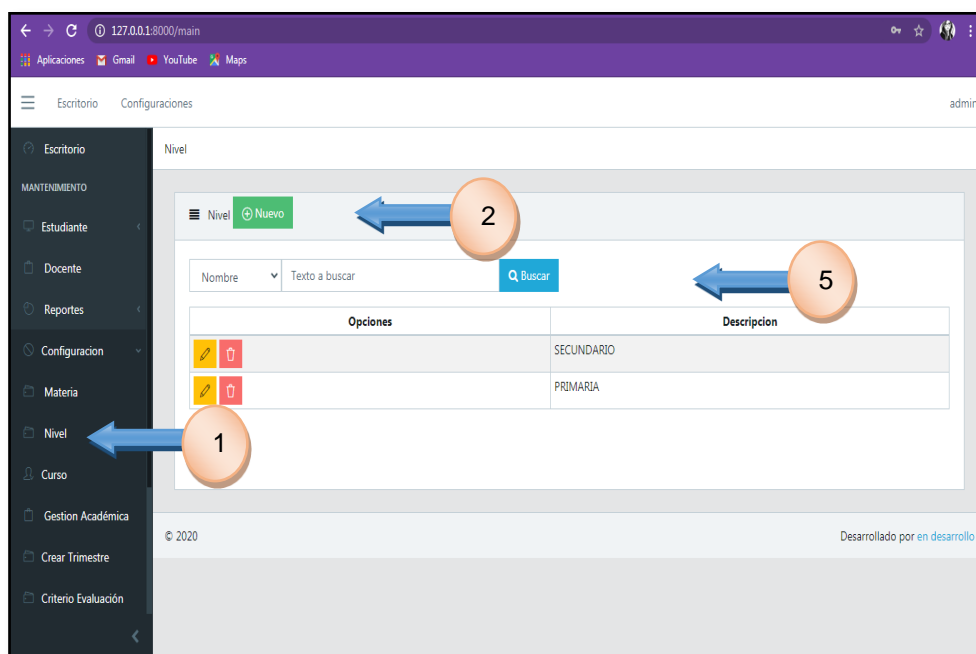 127.0.0.1:8000/main
Aplicaciones Gmail YouTube Maps
Escritorio Configuraciones admin
Escritorio
Nivel
MANTENIMIENTO
Estudiante
Docente
Reportes
Configuracion
Materia
Nivel
Curso
Gestion Académica
Crear Trimestre
Criterio Evaluación
Nivel Nuevo
2
Nombre Texto a buscar Buscar
5
Opciones Descripcion
SECUNDARIO
PRIMARIA
1
© 2020 Desarrollado por en desarrollo